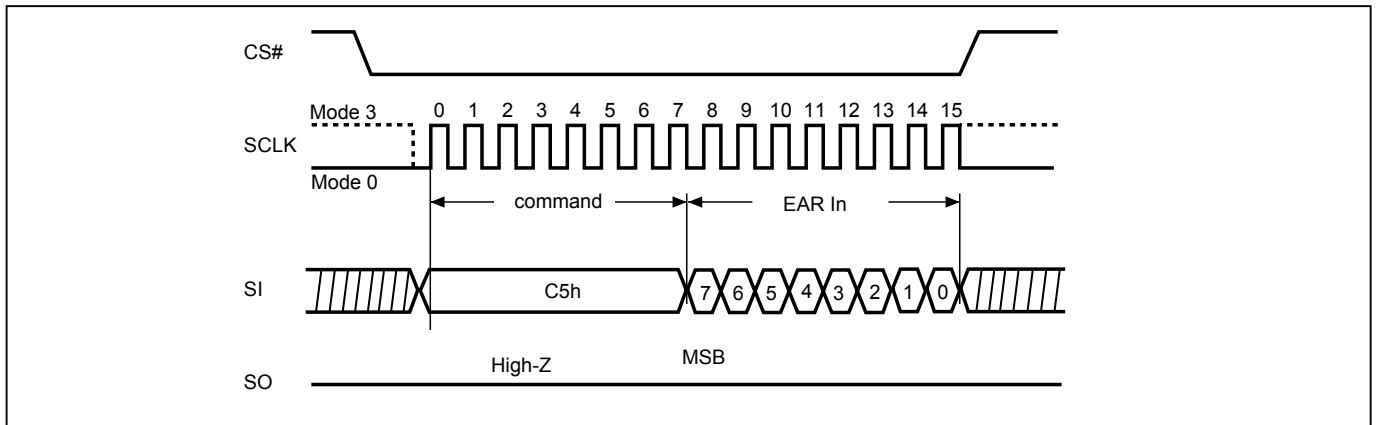 CS#
Mode 3
0 1 2 3 4 5 6 7 8 9 10 11 12 13 14 15
SCLK
Mode 0
command
EAR In
SI
C5h
7 6 5 4 3 2 1 0
High-Z
MSB
SO